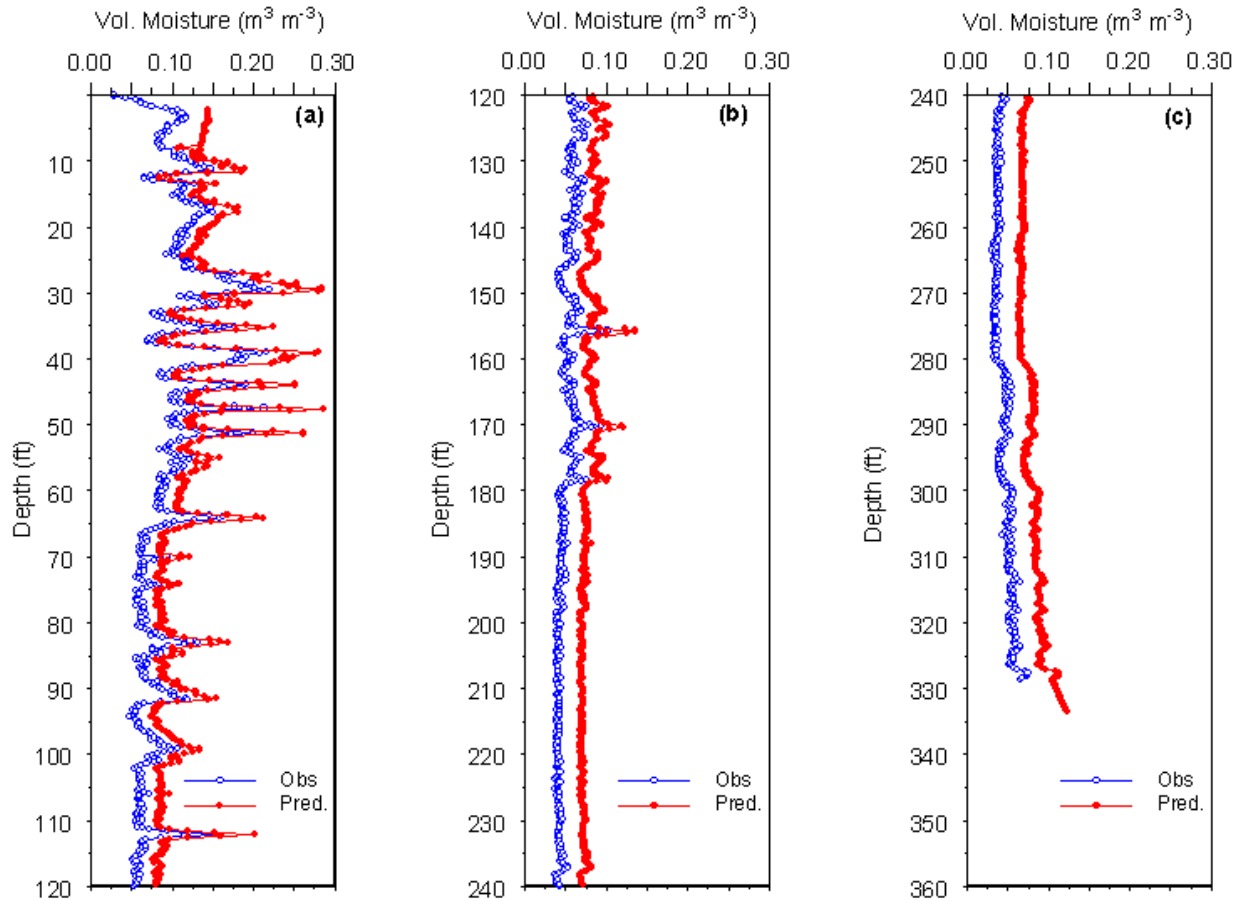 Vol. Moisture (m³ m⁻³)
0.00 0.10 0.20 0.30
(a)
10
20
30
40
50
60
70
80
90
100
110
120
Depth (ft)
Obs
Pred.
Vol. Moisture (m³ m⁻³)
0.00 0.10 0.20 0.30
(b)
120
130
140
150
160
170
180
190
200
210
220
230
240
Depth (ft)
Obs
Pred.
Vol. Moisture (m³ m⁻³)
0.00 0.10 0.20 0.30
(c)
240
250
260
270
280
290
300
310
320
330
340
350
360
Depth (ft)
Obs
Pred.